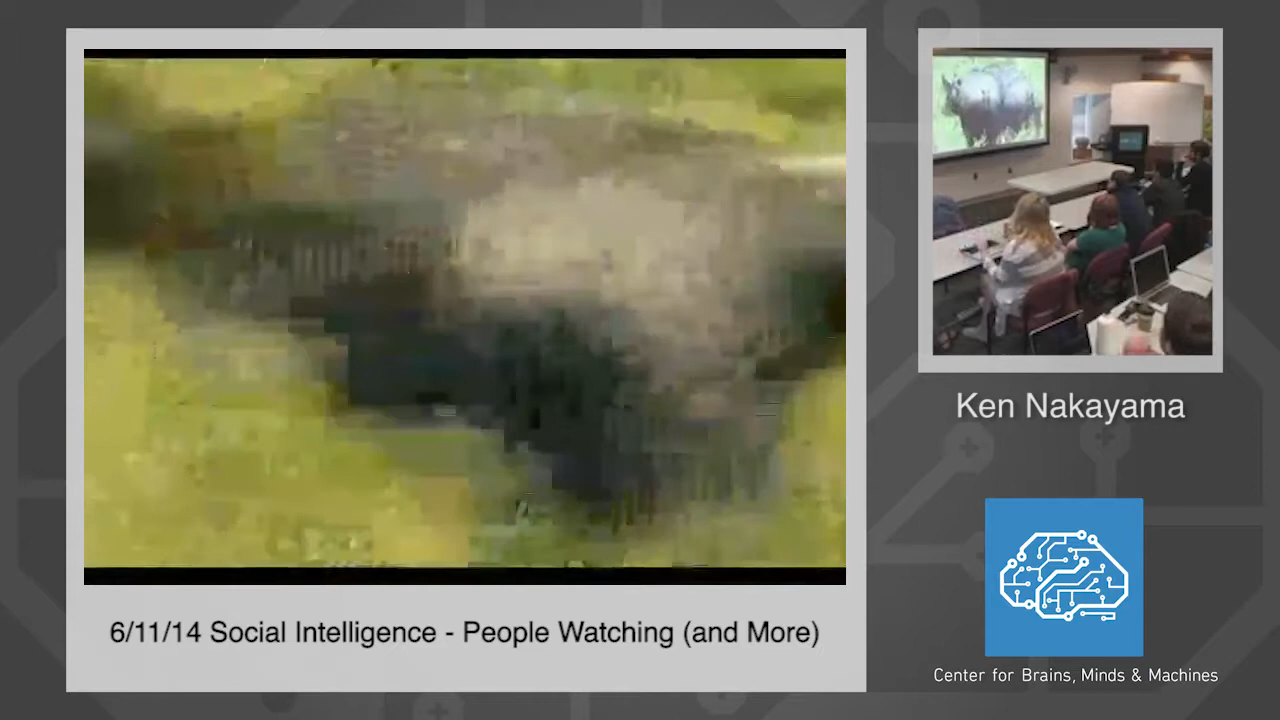 Ken Nakayama
6/11/14 Social Intelligence - People Watching (and More)
Center for Brains, Minds & Machines